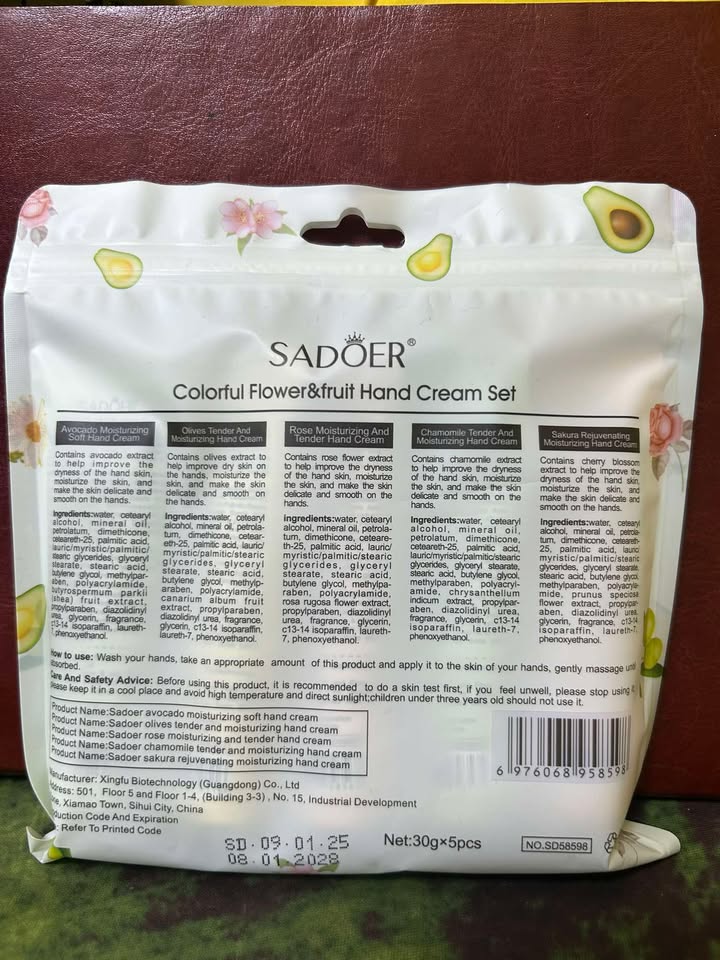 SADOER®
Colorful Flower&fruit Hand Cream Set
Avocado Moisturizing
Soft Hand Cream
Contains avocado extract
to help improve the
dryness of the hand skin,
moisturize the skin, and
make the skin delicate and
smooth on the hands.
Ingredients:water, cetearyl
alcohol, mineral oil,
petrolatum, dimethicone,
ceteareth-25, palmitic acid,
lauric/myristic/palmitic/
stearic glycerides, glyceryl
stearate, stearic acid,
butylene glycol, methylpar-
aben, polyacrylamide,
butyrospermum parkii
(shea) fruit extract,
propylparaben, diazolidinyl
urea, glycerin, fragrance,
c13-14 isoparaffin, laureth-
7, phenoxyethanol.
Olives Tender And
Moisturizing Hand Cream
Contains olives extract to
help improve dry skin on
the hands, moisturize the
skin, and make the skin
delicate and smooth on
the hands.
Ingredients:water, cetearyl
alcohol, mineral oil, petrola-
tum, dimethicone, cetear-
eth-25, palmitic acid, lauric/
myristic/palmitic/stearic
glycerides, glyceryl
stearate, stearic acid,
butylene glycol, methylp-
araben, polyacrylamide,
canarium album fruit
extract, propylparaben,
diazolidinyl urea, fragrance,
glycerin, c13-14 isoparaffin,
laureth-7, phenoxyethanol.
Rose Moisturizing And
Tender Hand Cream
Contains rose flower extract
to help improve the dryness
of the hand skin, moisturize
the skin, and make the skin
delicate and smooth on the
hands.
Ingredients:water, cetearyl
alcohol, mineral oil, petrola-
tum, dimethicone, ceteare-
th-25, palmitic acid, lauric/
myristic/palmitic/stearic
glycerides, glyceryl
stearate, stearic acid,
butylene glycol, methylpa-
raben, polyacrylamide,
rosa rugosa flower extract,
propylparaben, diazolidinyl
urea, fragrance, glycerin,
c13-14 isoparaffin, laureth-
7, phenoxyethanol.
Chamomile Tender And
Moisturizing Hand Cream
Contains chamomile extract
to help improve the dryness
of the hand skin, moisturize
the skin, and make the skin
delicate and smooth on the
hands.
Ingredients:water, cetearyl
alcohol, mineral oil,
petrolatum, dimethicone,
ceteareth-25, palmitic acid,
lauric/myristic/palmitic/stearic
glycerides, glyceryl stearate,
stearic acid, butylene glycol,
methylparaben, polyacryl-
amide, chrysanthellum
indicum extract, propylpar-
aben, diazolidinyl urea,
fragrance, glycerin, c13-14
isoparaffin, laureth-7,
phenoxyethanol.
Sakura Rejuvenating
Moisturizing Hand Cream
Contains cherry blossom
extract to help improve the
dryness of the hand skin,
moisturize the skin, and
make the skin delicate and
smooth on the hands.
Ingredients:water, cetearyl
alcohol, mineral oil, petrola-
tum, dimethicone, ceteareth-
25, palmitic acid, lauric/
myristic/palmitic/stearic
glycerides, glyceryl stearate,
stearic acid, butylene glycol,
methylparaben, polyacryla-
mide, prunus speciosa
flower extract, propylpar-
aben, diazolidinyl urea,
fragrance, glycerin, c13-14
isoparaffin, laureth-7,
phenoxyethanol.
How to use: Wash your hands, take an appropriate amount of this product and apply it to the skin of your hands, gently massage until
absorbed.
Care And Safety Advice: Before using this product, it is recommended to do a skin test first, if you feel unwell, please stop using it,
please keep it in a cool place and avoid high temperature and direct sunlight;children under three years old should not use it.
Product Name:Sadoer avocado moisturizing soft hand cream
Product Name:Sadoer olives tender and moisturizing hand cream
Product Name:Sadoer rose moisturizing and tender hand cream
Product Name:Sadoer chamomile tender and moisturizing hand cream
Product Name:Sadoer sakura rejuvenating moisturizing hand cream
6 976068 958598
Manufacturer: Xingfu Biotechnology (Guangdong) Co., Ltd
Address: 501, Floor 5 and Floor 1-4, (Building 3-3), No. 15, Industrial Development
Xiamao Town, Sihui City, China
Code And Expiration
: Refer To Printed Code
SD.09.01.25
08.01.2028
Net:30g×5pcs
NO.SD58598